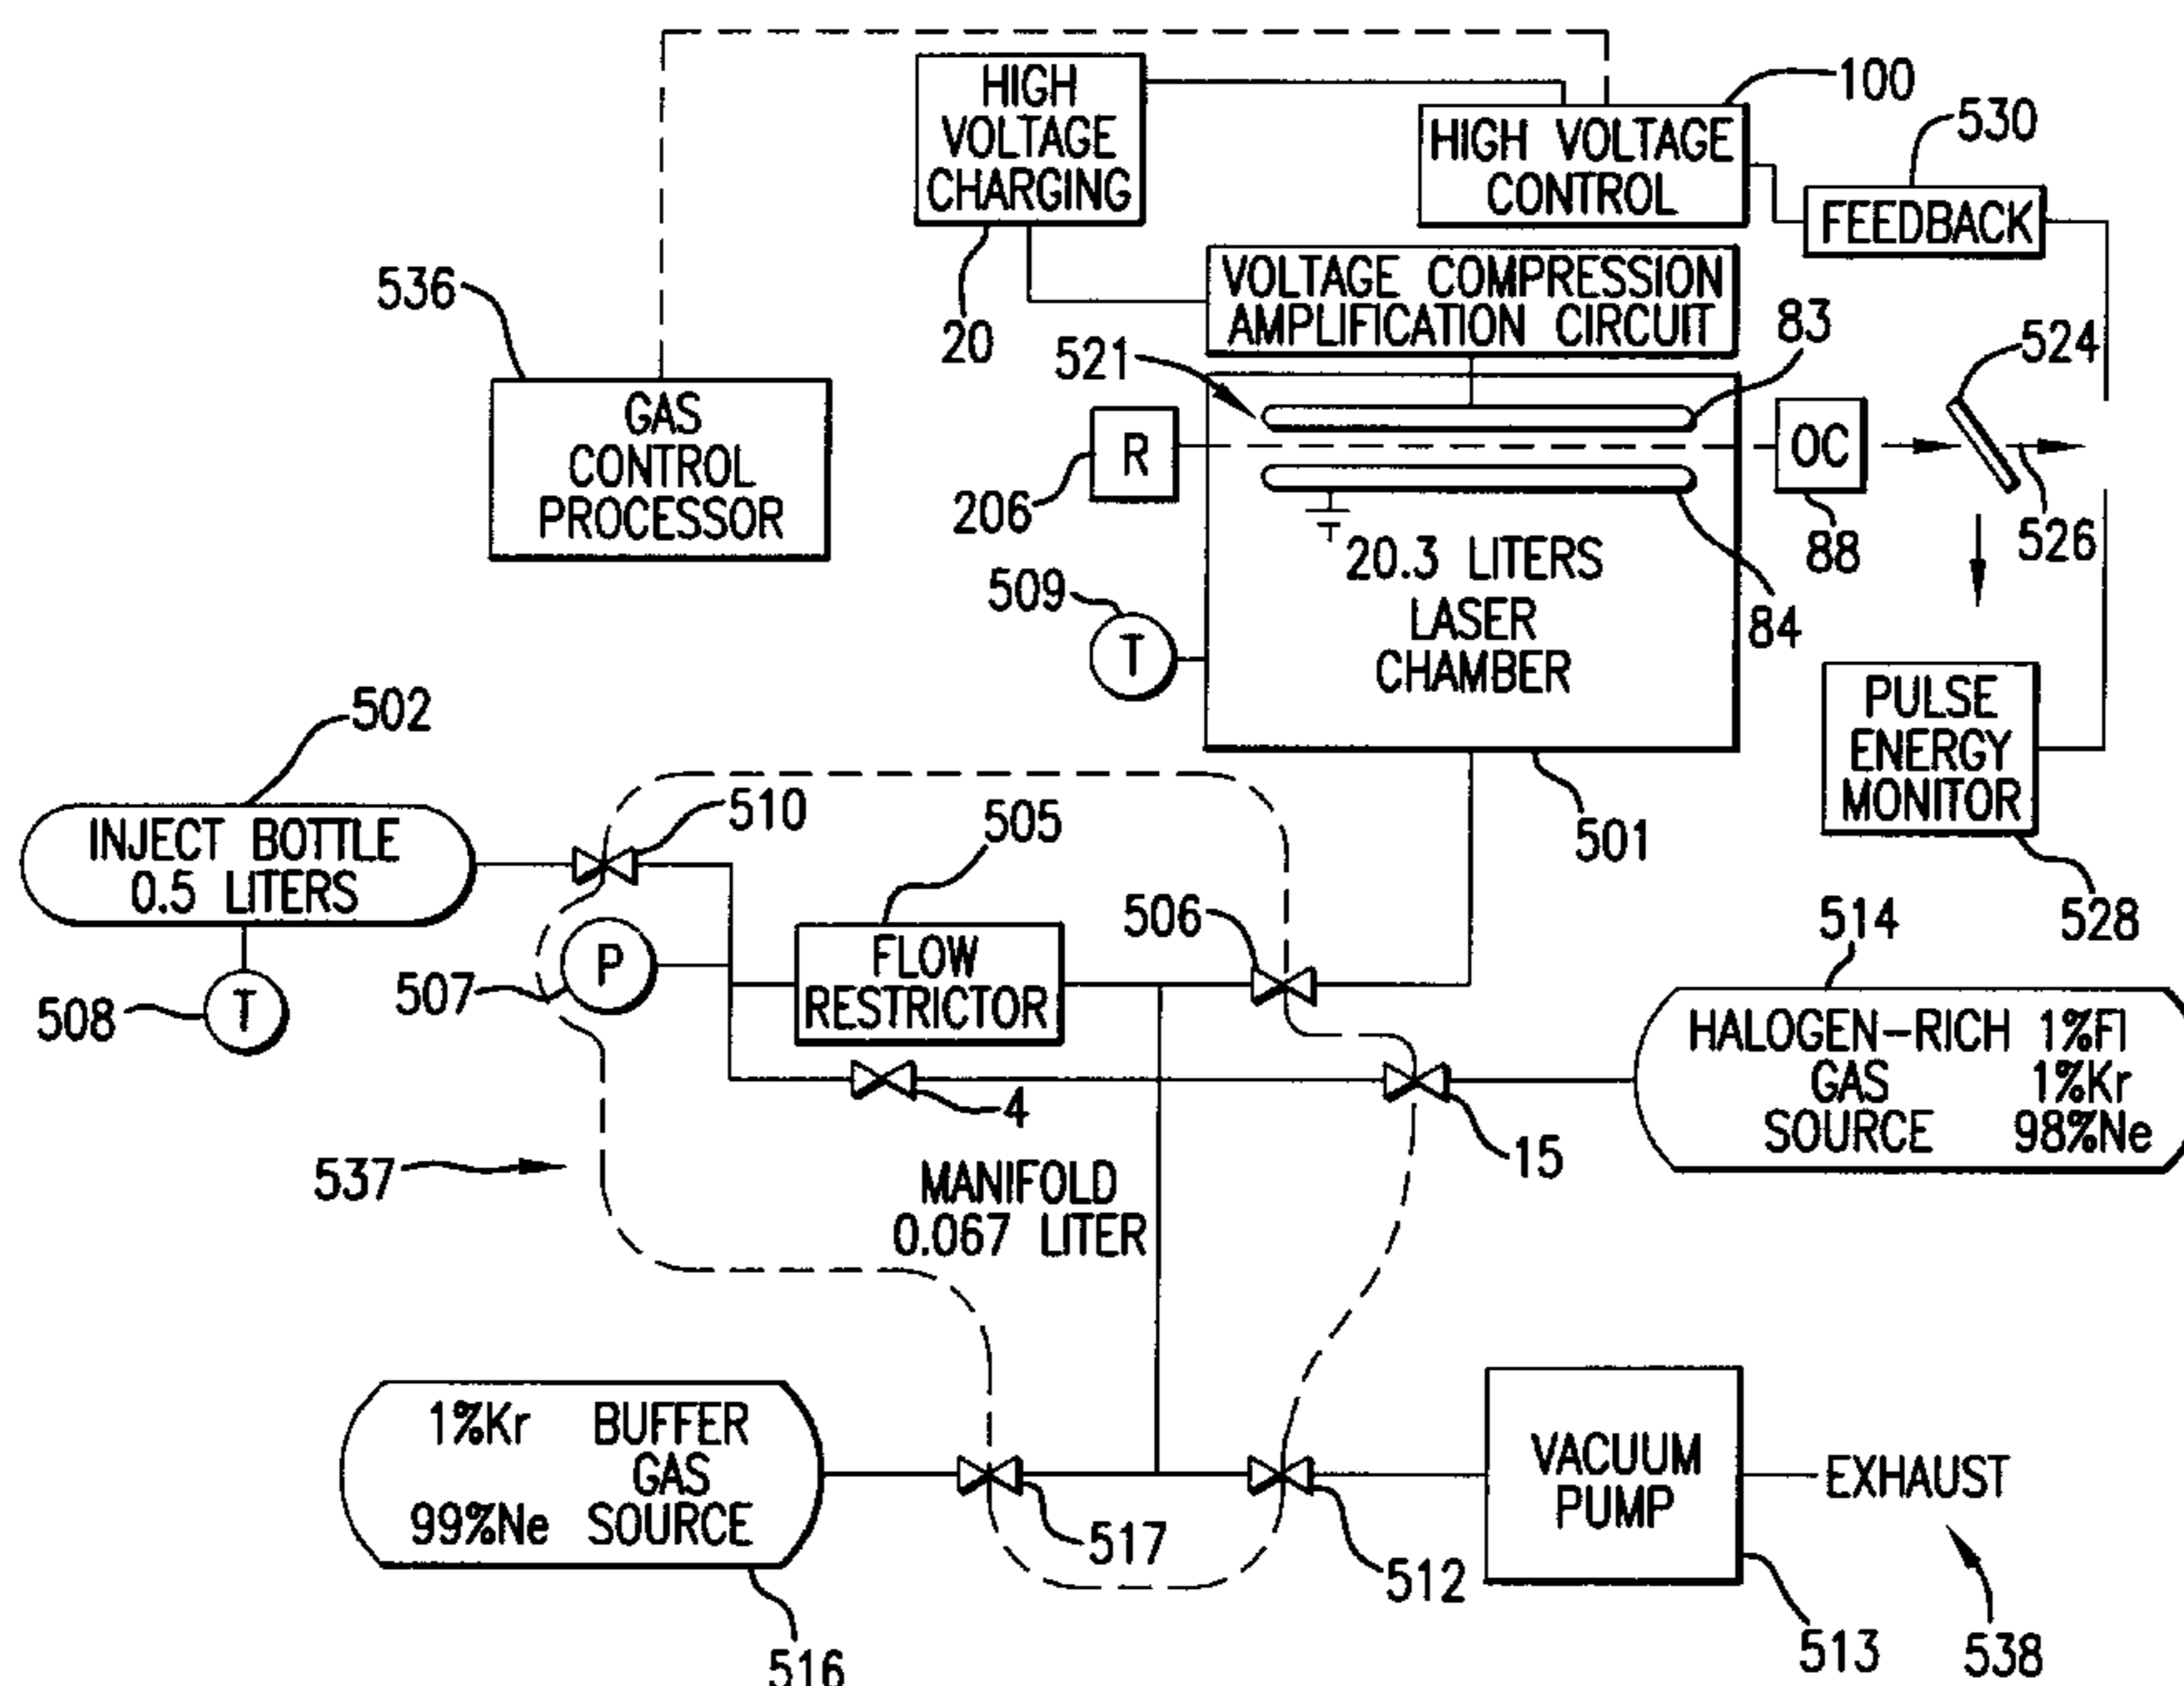 HIGH
VOLTAGE
CHARGING
20
HIGH VOLTAGE
CONTROL
100
530
FEEDBACK
VOLTAGE COMPRESSION
AMPLIFICATION CIRCUIT
536
GAS
CONTROL
PROCESSOR
521
83
524
R
206
OC
88
526
20.3 LITERS
LASER
CHAMBER
84
509
T
501
PULSE
ENERGY
MONITOR
528
502
INJECT BOTTLE
0.5 LITERS
510
505
506
514
508
T
507
P
FLOW
RESTRICTOR
HALOGEN-RICH 1%Fl
GAS 1%Kr
SOURCE 98%Ne
4
15
537
MANIFOLD
0.067 LITER
1%Kr BUFFER
GAS
99%Ne SOURCE
516
517
512
VACUUM
PUMP
513
EXHAUST
538